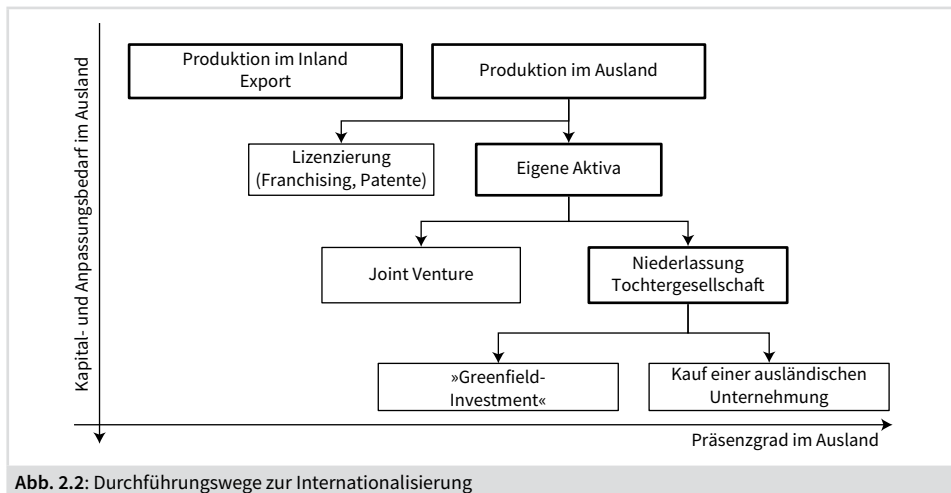 Kapital- und Anpassungsbedarf im Ausland
Produktion im Inland
Export
Produktion im Ausland
Lizenzierung
(Franchising, Patente)
Eigene Aktiva
Joint Venture
Niederlassung
Tochtergesellschaft
»Greenfield-
Investment«
Kauf einer ausländischen
Unternehmung
Präsenzgrad im Ausland
Abb. 2.2: Durchführungswege zur Internationalisierung